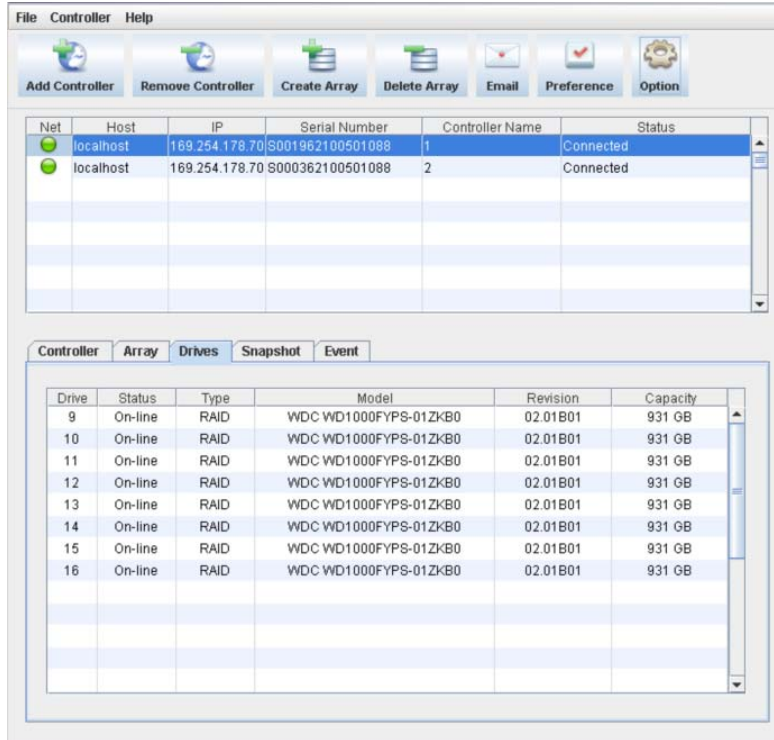 File Controller Help
Add Controller Remove Controller Create Array Delete Array Email Preference Option
Net Host IP Serial Number Controller Name Status
localhost 169.254.178.70 S001962100501088 1 Connected
localhost 169.254.178.70 S000362100501088 2 Connected
Controller Array Drives Snapshot Event
Drive Status Type Model Revision Capacity
9 On-line RAID WDC WD1000FYPS-01ZKB0 02.01B01 931 GB
10 On-line RAID WDC WD1000FYPS-01ZKB0 02.01B01 931 GB
11 On-line RAID WDC WD1000FYPS-01ZKB0 02.01B01 931 GB
12 On-line RAID WDC WD1000FYPS-01ZKB0 02.01B01 931 GB
13 On-line RAID WDC WD1000FYPS-01ZKB0 02.01B01 931 GB
14 On-line RAID WDC WD1000FYPS-01ZKB0 02.01B01 931 GB
15 On-line RAID WDC WD1000FYPS-01ZKB0 02.01B01 931 GB
16 On-line RAID WDC WD1000FYPS-01ZKB0 02.01B01 931 GB